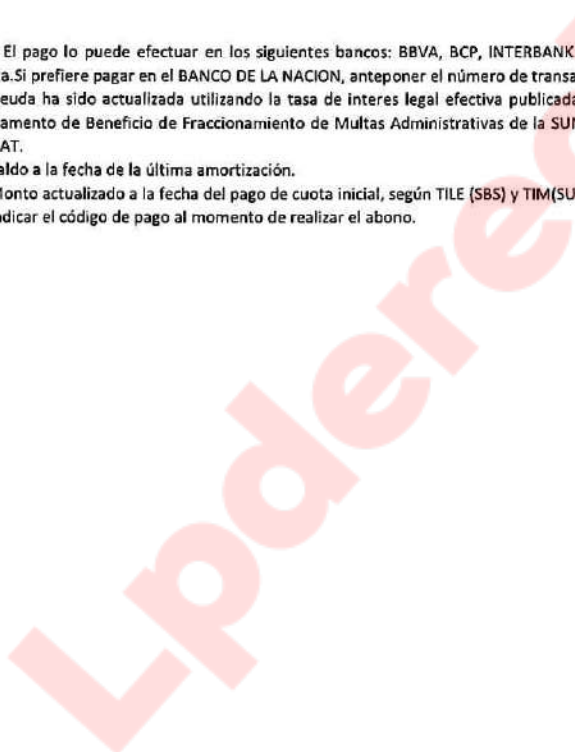 El pago lo puede efectuar en los siguientes bancos: BBVA, BCP, INTERBANK
a.Si prefiere pagar en el BANCO DE LA NACION, anteponer el número de transa
euda ha sido actualizada utilizando la tasa de interes legal efectiva publicada
amento de Beneficio de Fraccionamiento de Multas Administrativas de la SUN
AT.
aldo a la fecha de la última amortización.
Monto actualizado a la fecha del pago de cuota inicial, según TILE (SBS) y TIM(SU
ndicar el código de pago al momento de realizar el abono.
Lpdere